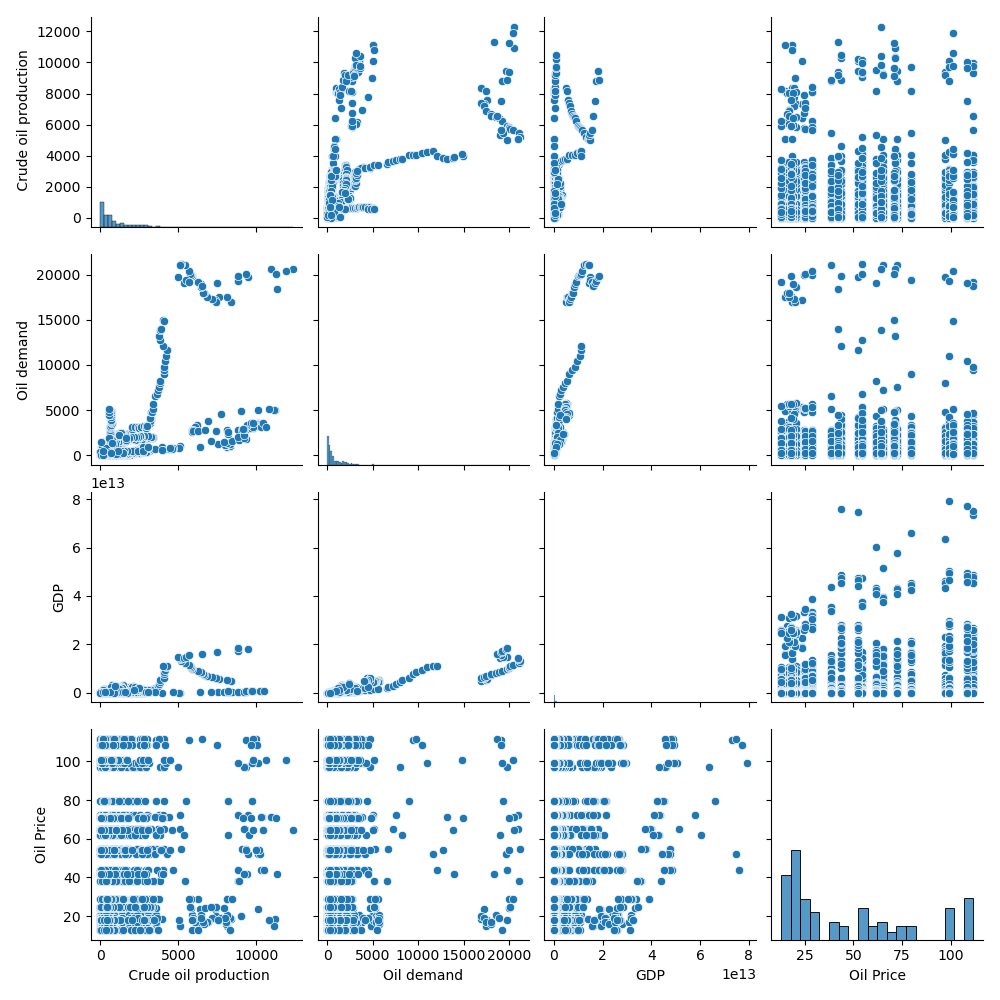 12000
10000
8000
6000
4000
2000
0
Crude oil production
20000
15000
10000
5000
0
Oil demand
1e13
8
6
4
2
0
GDP
100
80
60
40
20
Oil Price
0 5000 10000
Crude oil production
0 5000 10000 15000 20000
Oil demand
0 2 4 6 8
1e13
GDP
25 50 75 100
Oil Price